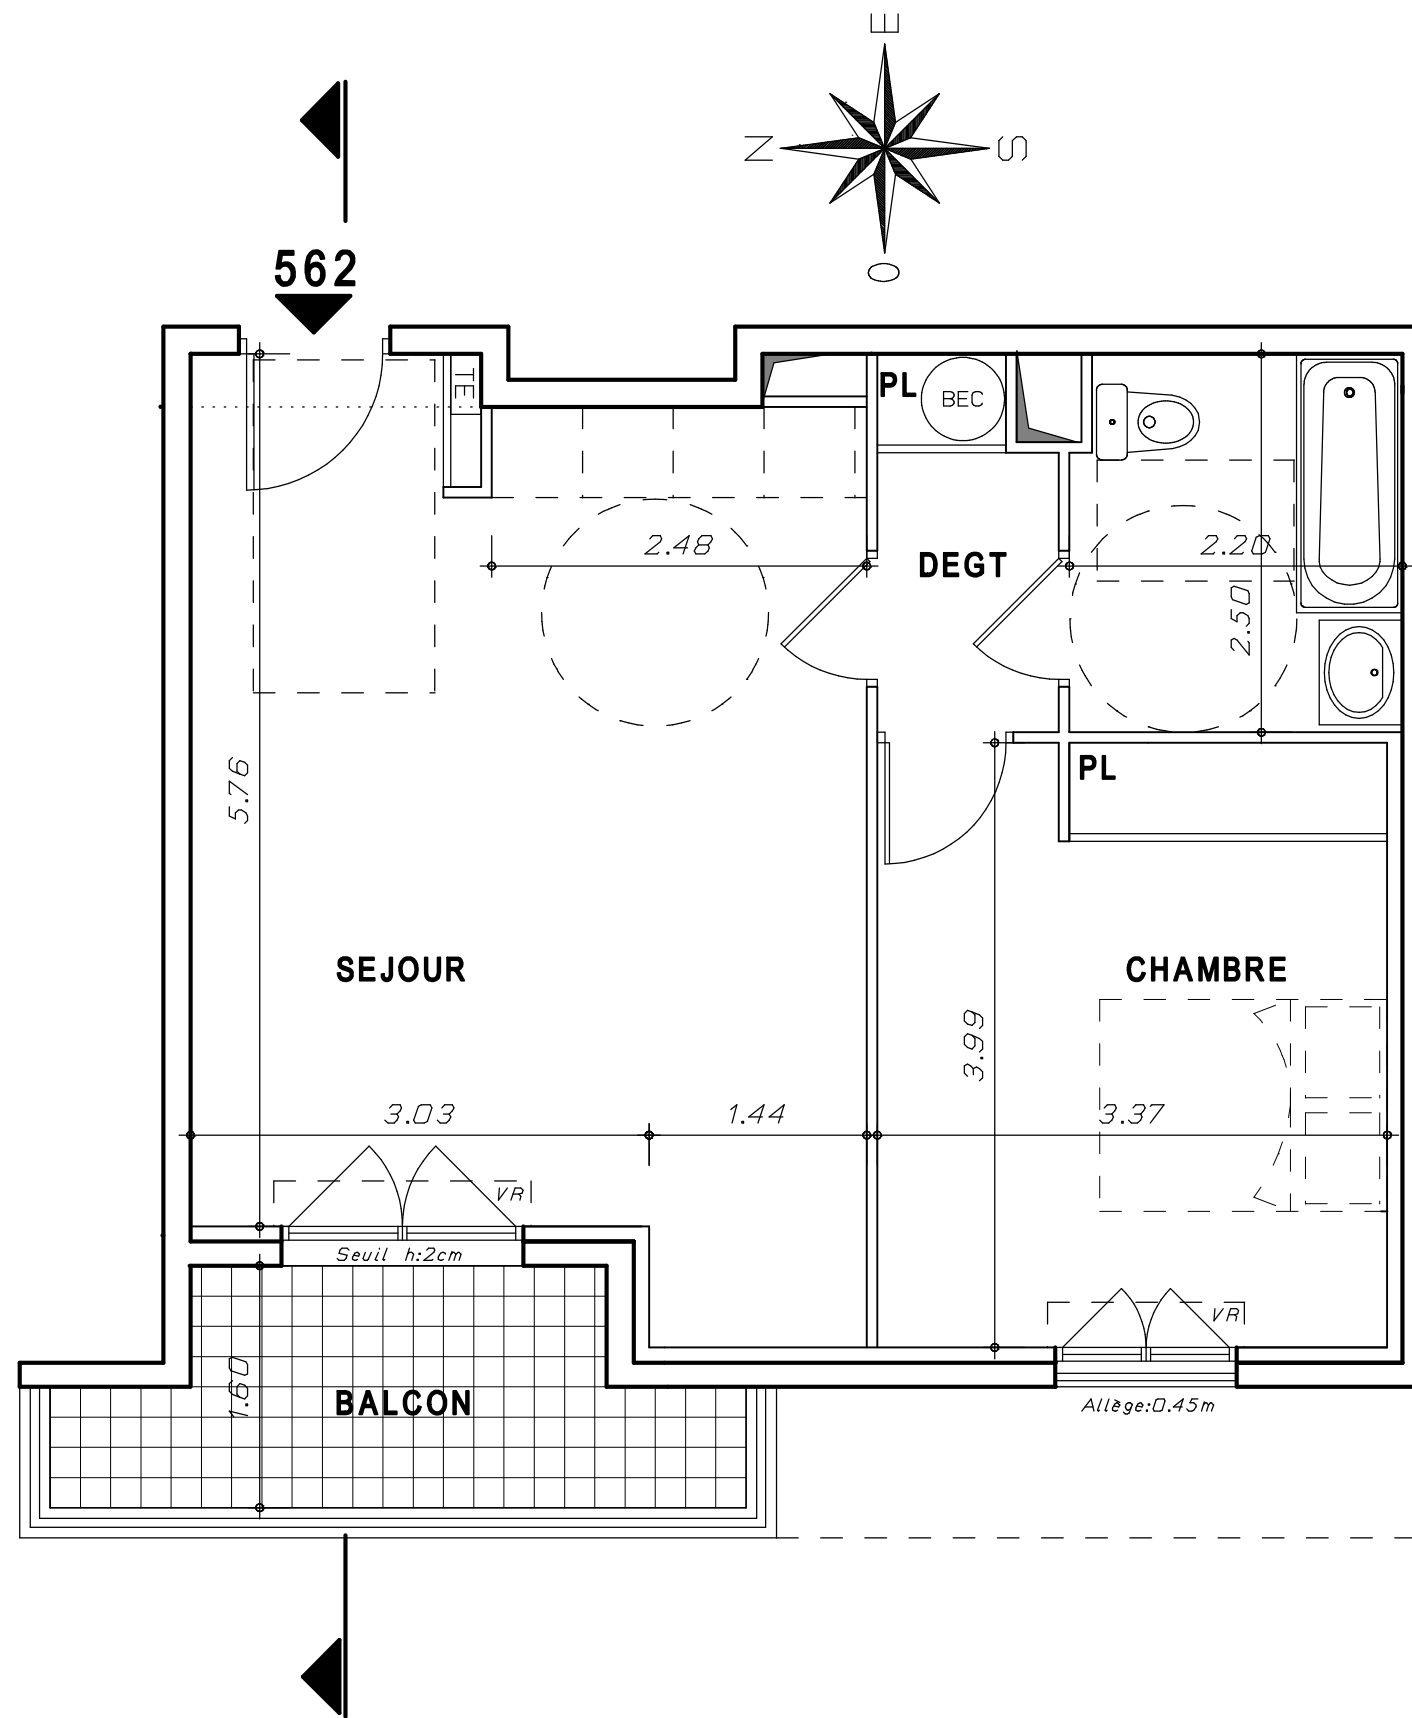 E
N
S
O
562
TE
PL
BEC
2.48
DEGT
2.20
2.50
5.76
PL
SEJOUR
CHAMBRE
3.99
3.03
1.44
3.37
VR
Seuil h:2cm
VR
1.60
BALCON
Allège:0.45m